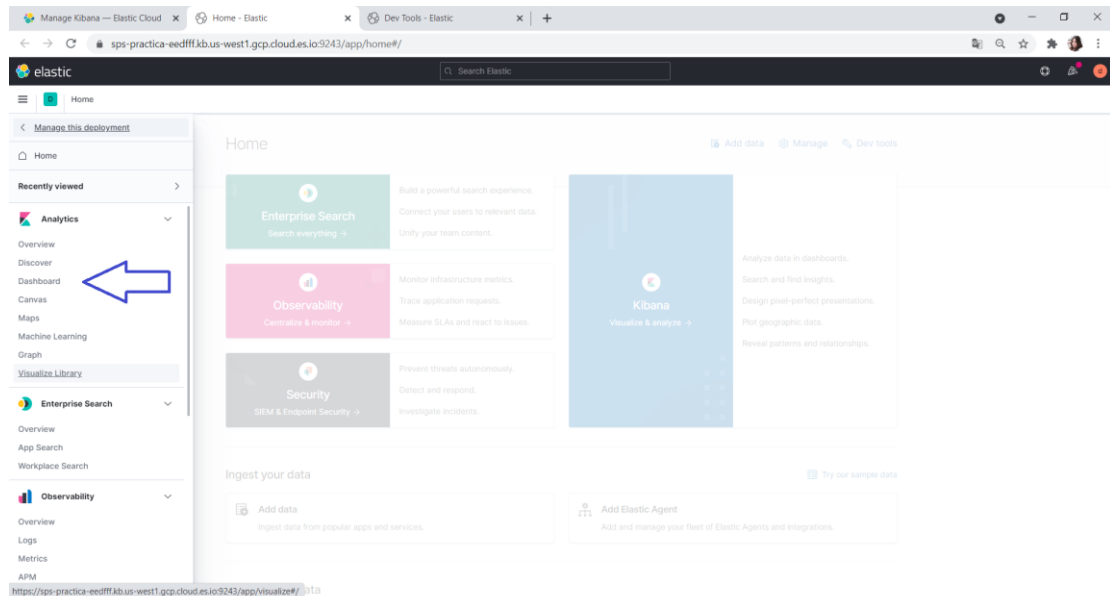 Manage Kibana — Elastic Cloud
Home - Elastic
Dev Tools - Elastic
sps-practica-eedfff.kb.us-west1.gcp.cloud.es.io:9243/app/home#/
elastic
Search Elastic
D
Home
Manage this deployment
Home
Recently viewed
Analytics
Overview
Discover
Dashboard
Canvas
Maps
Machine Learning
Graph
Visualize Library
Enterprise Search
Overview
App Search
Workplace Search
Observability
Overview
Logs
Metrics
APM
https://sps-practica-eedfff.kb.us-west1.gcp.cloud.es.io:9243/app/visualize#/
Home
Add data
Manage
Dev tools
Enterprise Search
Search everything →
Build a powerful search experience.
Connect your users to relevant data.
Unify your team content.
Observability
Centralize & monitor →
Monitor infrastructure metrics.
Trace application requests.
Measure SLAs and react to issues.
Security
SIEM & Endpoint Security →
Prevent threats autonomously.
Detect and respond.
Investigate incidents.
Kibana
Visualize & analyze →
Analyze data in dashboards.
Search and find insights.
Design pixel-perfect presentations.
Plot geographic data.
Reveal patterns and relationships.
Ingest your data
Try our sample data
Add data
Ingest data from popular apps and services.
Add Elastic Agent
Add and manage your fleet of Elastic Agents and integrations.
ata